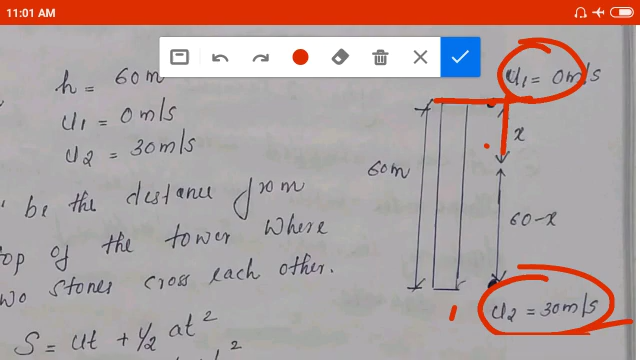 11:01 AM
h = 60m
u1 = 0m/s
u2 = 30m/s
be the distance from
top of the tower where
two stones cross each other.
S = ut + 1/2 at²
u1 = 0m/s
x
60m
60-x
u2 = 30m/s